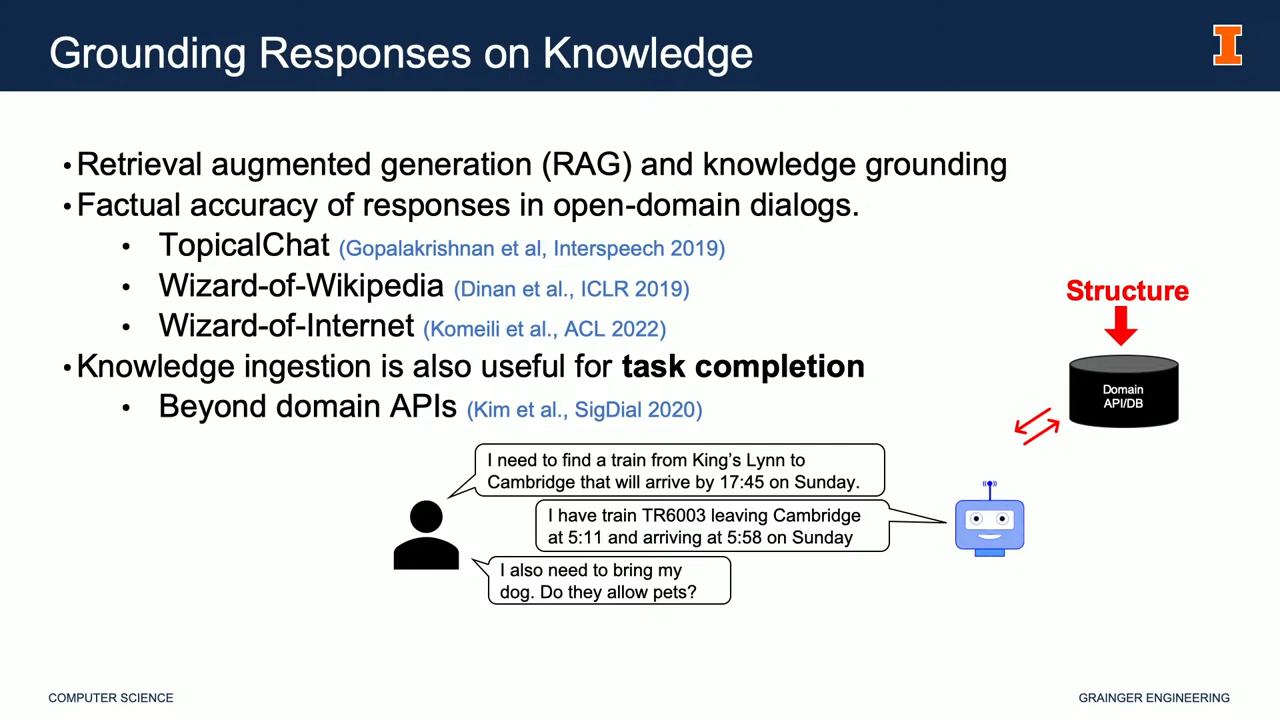 Grounding Responses on Knowledge
• Retrieval augmented generation (RAG) and knowledge grounding
• Factual accuracy of responses in open-domain dialogs.
• TopicalChat (Gopalakrishnan et al, Interspeech 2019)
• Wizard-of-Wikipedia (Dinan et al., ICLR 2019)
• Wizard-of-Internet (Komeili et al., ACL 2022)
• Knowledge ingestion is also useful for task completion
• Beyond domain APIs (Kim et al., SigDial 2020)
Structure
Domain
API/DB
I need to find a train from King's Lynn to
Cambridge that will arrive by 17:45 on Sunday.
I have train TR6003 leaving Cambridge
at 5:11 and arriving at 5:58 on Sunday
I also need to bring my
dog. Do they allow pets?
COMPUTER SCIENCE
GRAINGER ENGINEERING